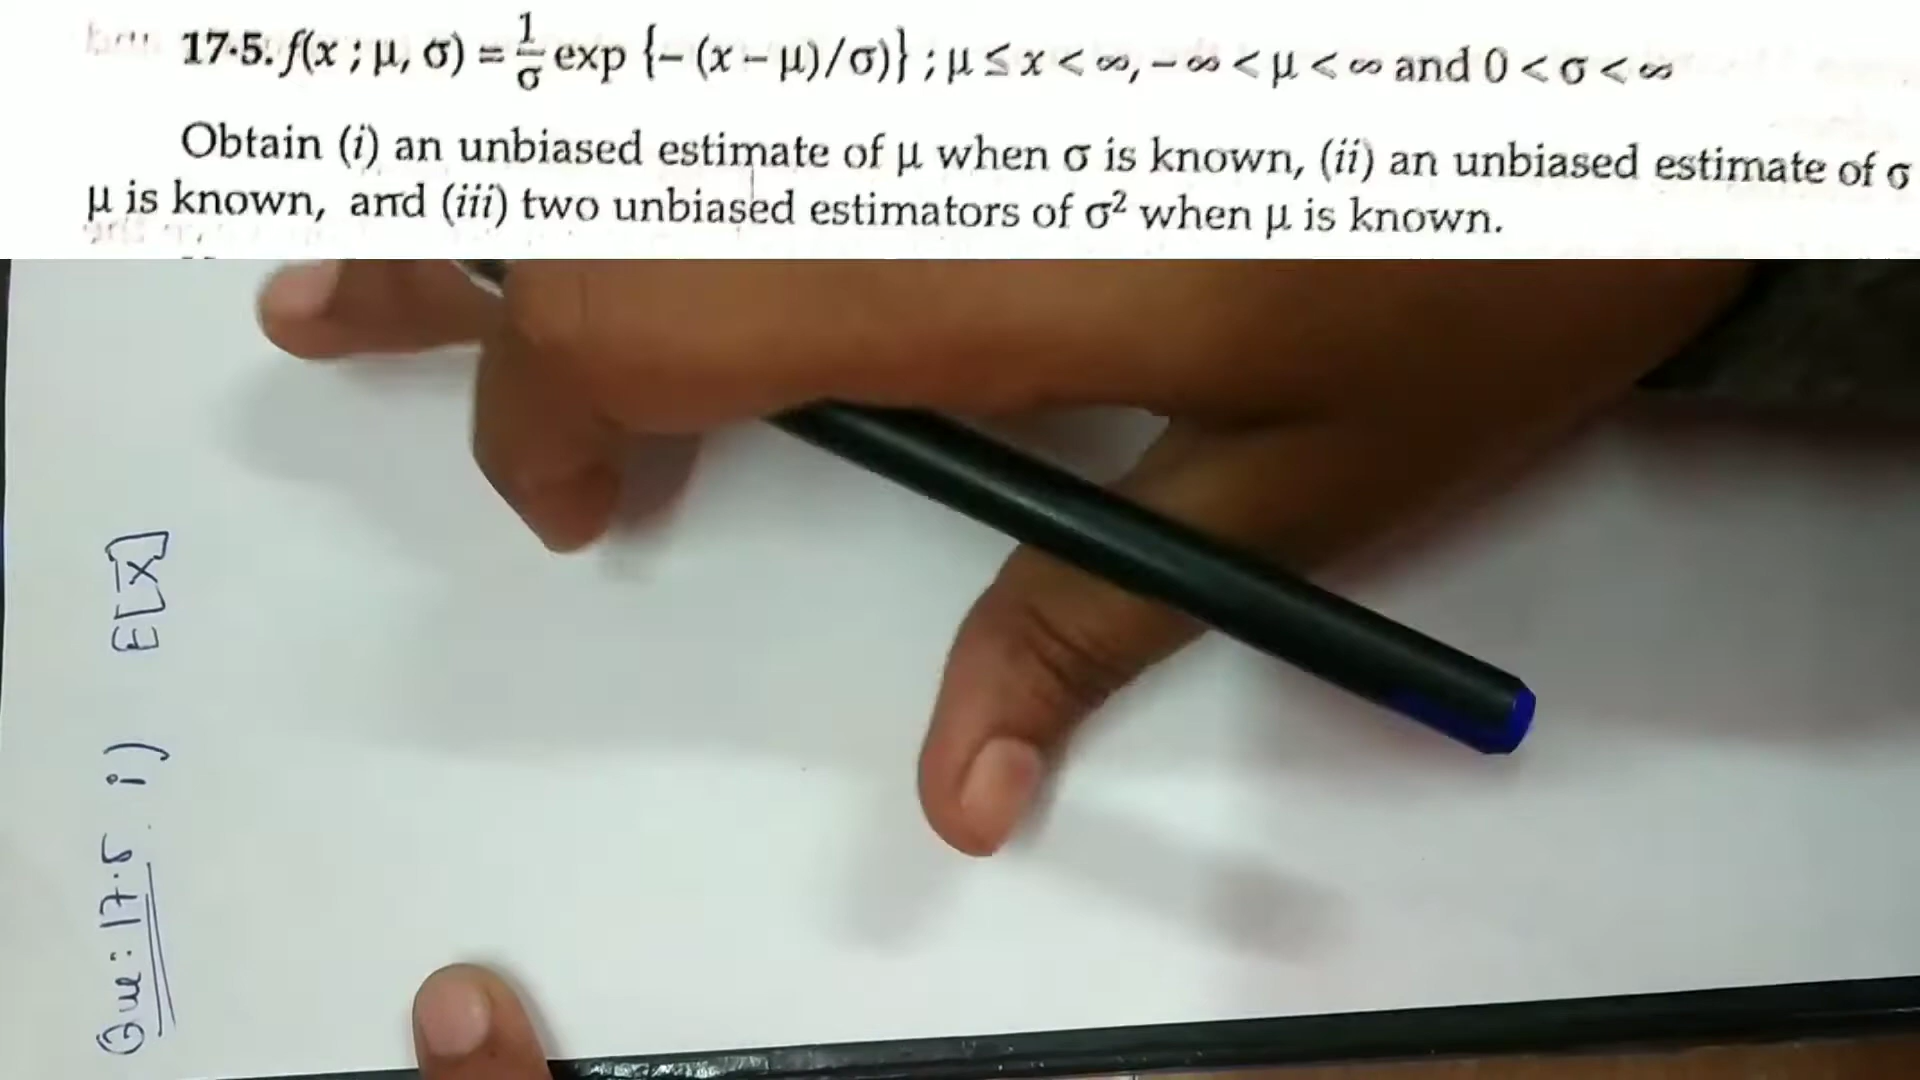 17·5. f(x ; μ, σ) = 1/σ exp {– (x – μ)/σ)} ; μ ≤ x < ∞, – ∞ < μ < ∞ and 0 < σ < ∞
Obtain (i) an unbiased estimate of μ when σ is known, (ii) an unbiased estimate of σ
μ is known, and (iii) two unbiased estimators of σ² when μ is known.
Que: 17.5 i) E[x̄]